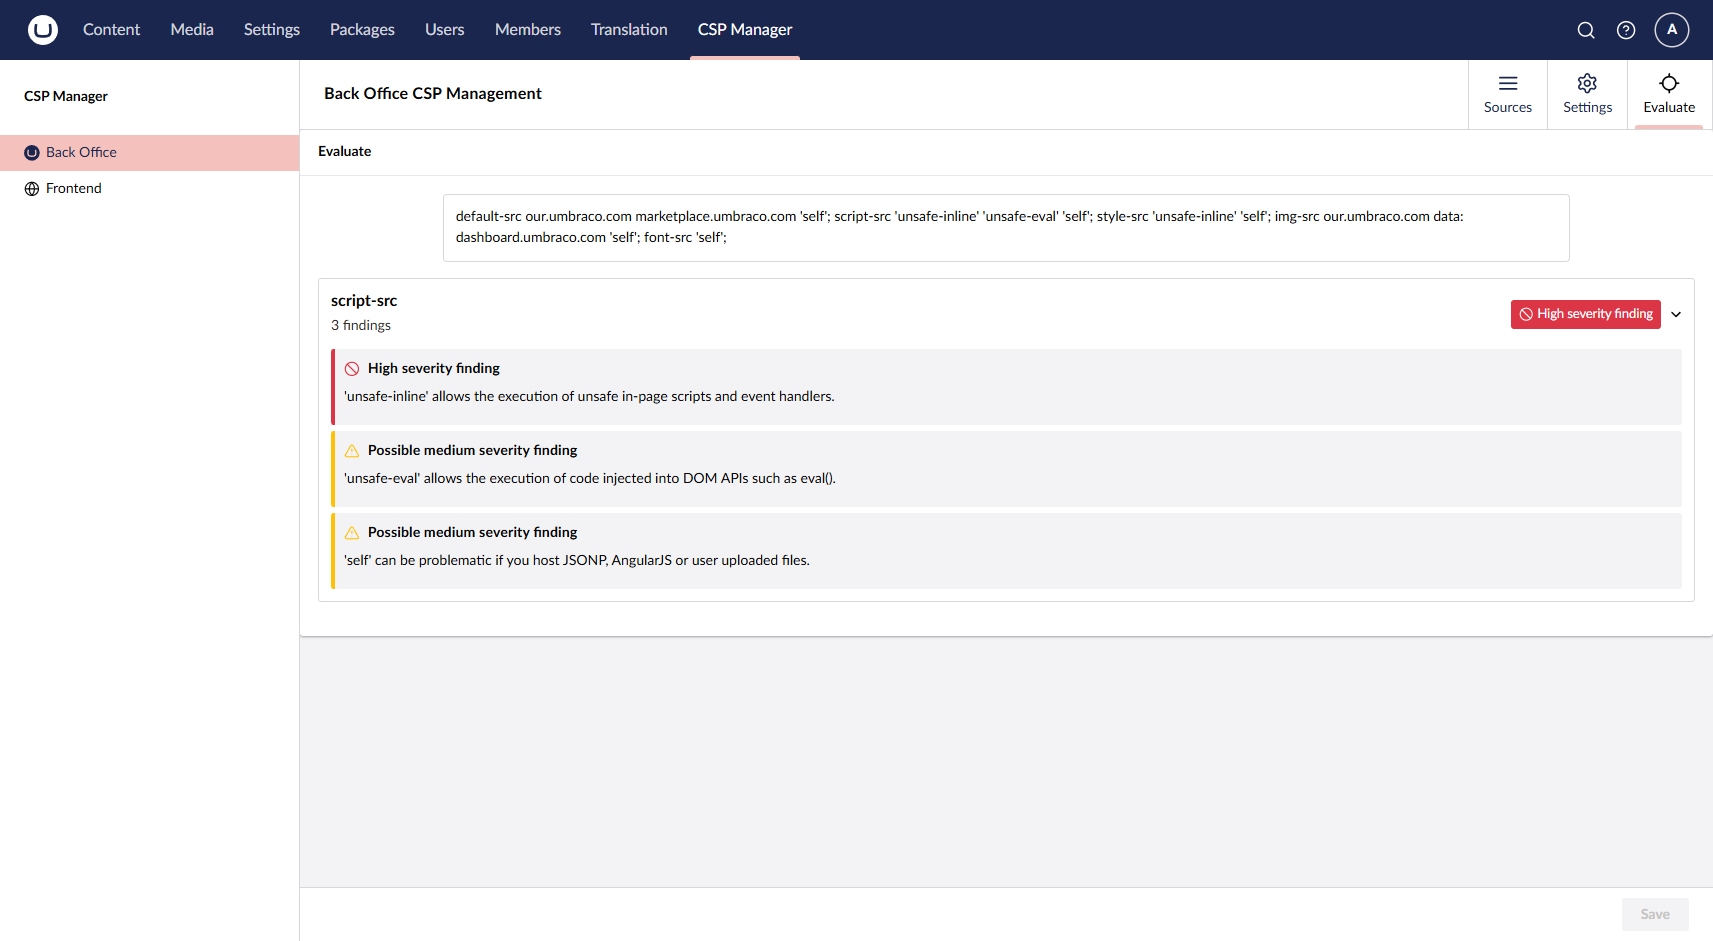 Content Media Settings Packages Users Members Translation CSP Manager A
CSP Manager
Back Office CSP Management
Sources Settings Evaluate
Back Office
Frontend
Evaluate
default-src our.umbraco.com marketplace.umbraco.com 'self'; script-src 'unsafe-inline' 'unsafe-eval' 'self'; style-src 'unsafe-inline' 'self'; img-src our.umbraco.com data:
dashboard.umbraco.com 'self'; font-src 'self';
script-src
3 findings
High severity finding
High severity finding
'unsafe-inline' allows the execution of unsafe in-page scripts and event handlers.
Possible medium severity finding
'unsafe-eval' allows the execution of code injected into DOM APIs such as eval().
Possible medium severity finding
'self' can be problematic if you host JSONP, AngularJS or user uploaded files.
Save